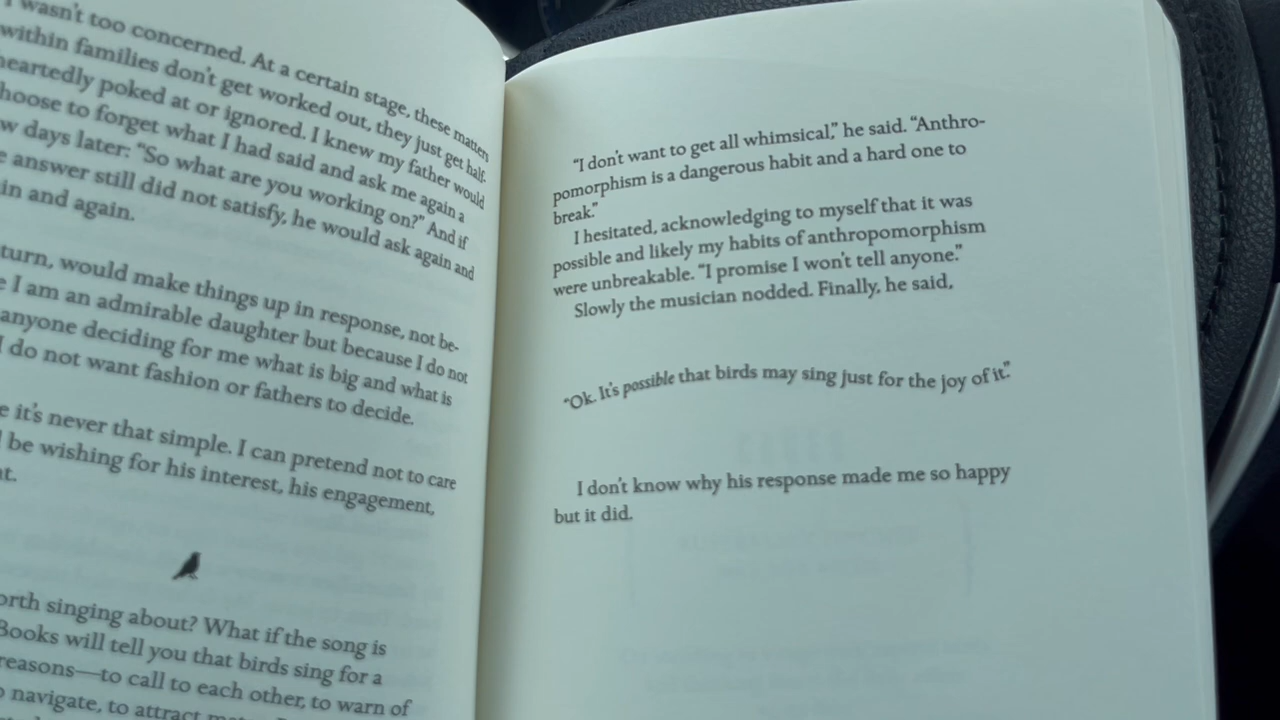 I wasn't too concerned. At a certain stage, these matters
within families don't get worked out, they just get half-
heartedly poked at or ignored. I knew my father would
hoose to forget what I had said and ask me again a
w days later: “So what are you working on?” And if
e answer still did not satisfy, he would ask again and
in and again.
turn, would make things up in response, not be-
e I am an admirable daughter but because I do not
anyone deciding for me what is big and what is
I do not want fashion or fathers to decide.
e it's never that simple. I can pretend not to care
be wishing for his interest, his engagement,
t.
orth singing about? What if the song is
Books will tell you that birds sing for a
reasons—to call to each other, to warn of
navigate, to attract
“I don't want to get all whimsical,” he said. “Anthro-
pomorphism is a dangerous habit and a hard one to
break.”
I hesitated, acknowledging to myself that it was
possible and likely my habits of anthropomorphism
were unbreakable. “I promise I won't tell anyone.”
Slowly the musician nodded. Finally, he said,
“Ok. It's possible that birds may sing just for the joy of it.”
I don't know why his response made me so happy
but it did.